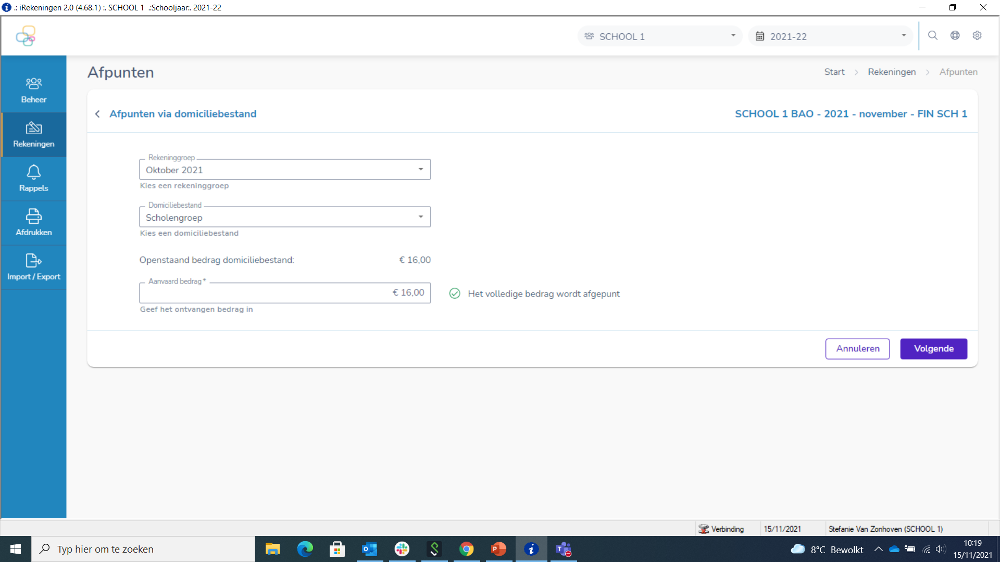 .: iRekeningen 2.0 (4.68.1) :. SCHOOL 1 .:Schooljaar:. 2021-22
SCHOOL 1
2021-22
Afpunten
Start > Rekeningen > Afpunten
Beheer
Rekeningen
Rappels
Afdrukken
Import / Export
Afpunten via domiciliebestand
SCHOOL 1 BAO - 2021 - november - FIN SCH 1
Rekeninggroep
Oktober 2021
Kies een rekeninggroep
Domiciliebestand
Scholengroep
Kies een domiciliebestand
Openstaand bedrag domiciliebestand: € 16,00
Aanvaard bedrag *
€ 16,00
Het volledige bedrag wordt afgepunt
Geef het ontvangen bedrag in
Annuleren
Volgende
Verbinding
15/11/2021
Stefanie Van Zonhoven (SCHOOL 1)
Typ hier om te zoeken
8°C Bewolkt
10:19
15/11/2021